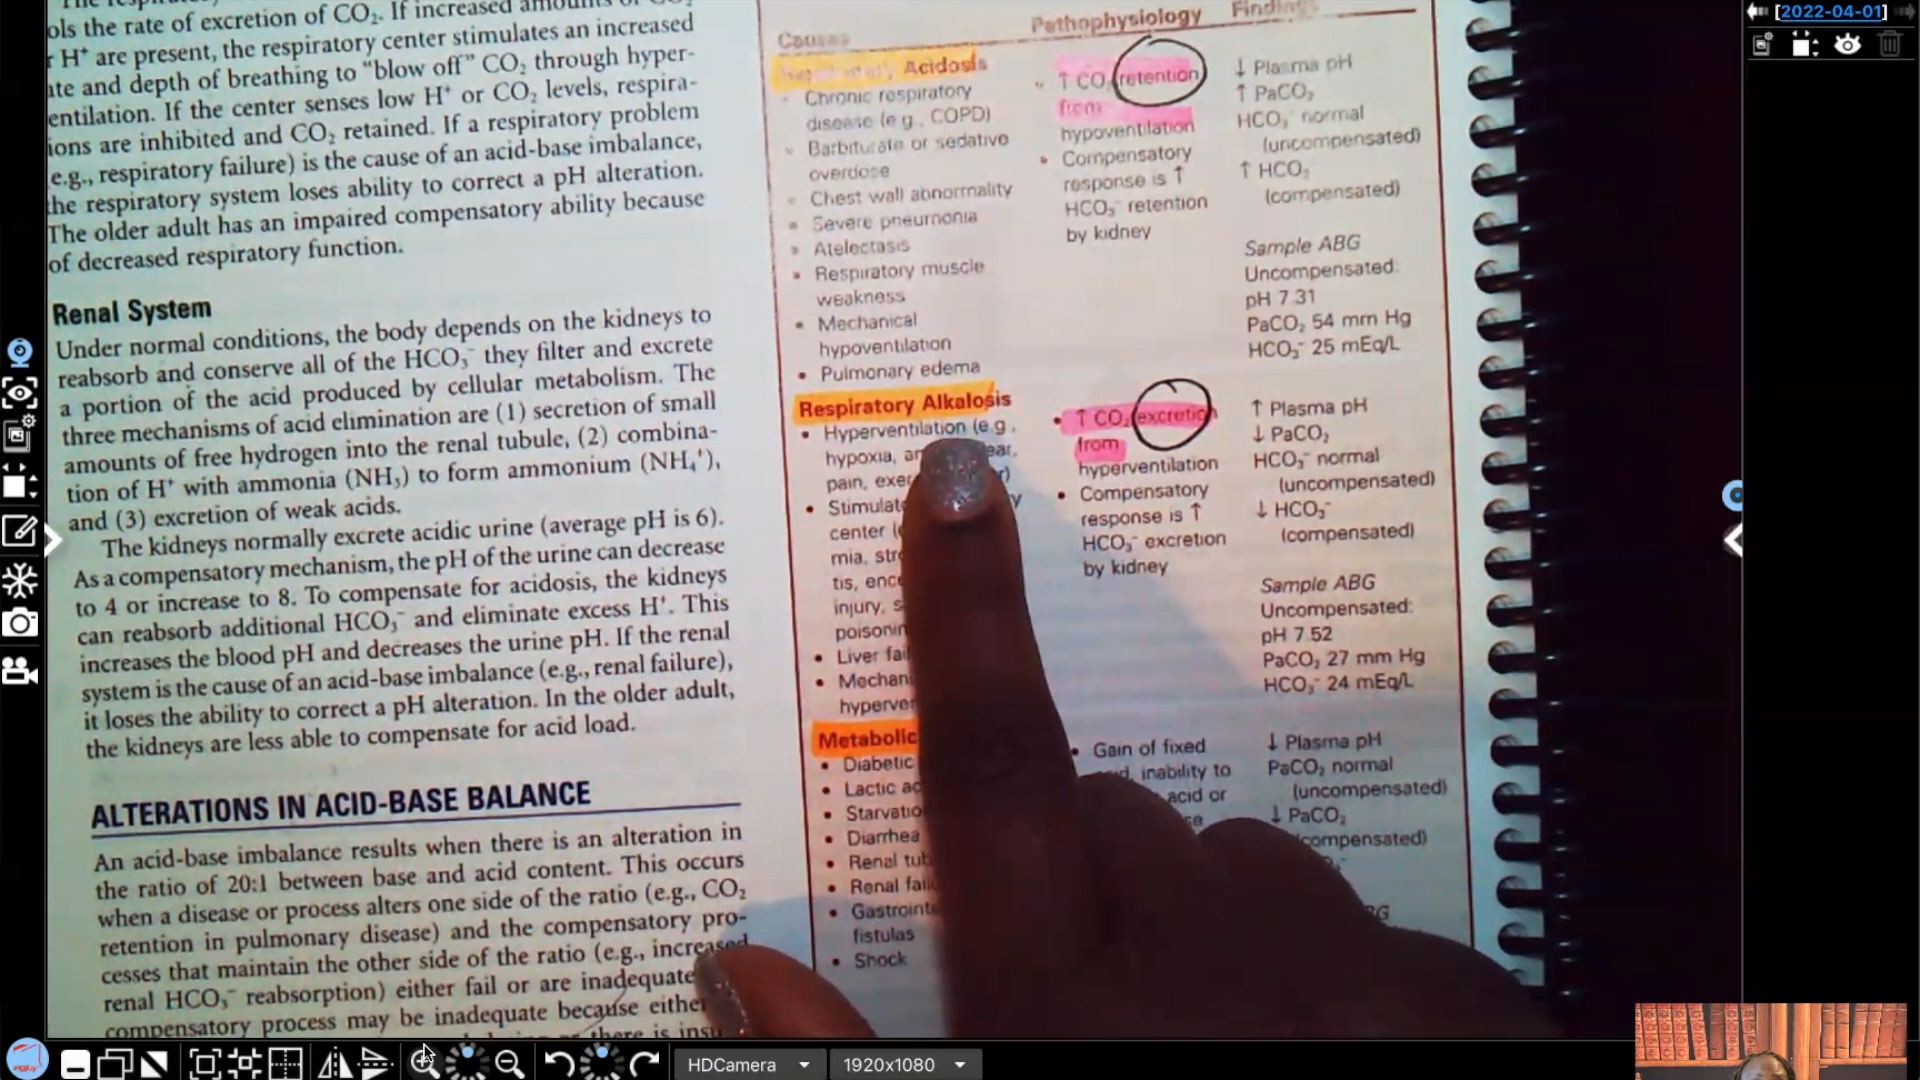 ols the rate of excretion of CO₂. If increased amounts of CO₂
r H⁺ are present, the respiratory center stimulates an increased
ate and depth of breathing to “blow off” CO₂ through hyper-
entilation. If the center senses low H⁺ or CO₂ levels, respira-
ions are inhibited and CO₂ retained. If a respiratory problem
e.g., respiratory failure) is the cause of an acid-base imbalance,
the respiratory system loses ability to correct a pH alteration.
The older adult has an impaired compensatory ability because
of decreased respiratory function.
Renal System
Under normal conditions, the body depends on the kidneys to
reabsorb and conserve all of the HCO₃⁻ they filter and excrete
a portion of the acid produced by cellular metabolism. The
three mechanisms of acid elimination are (1) secretion of small
amounts of free hydrogen into the renal tubule, (2) combina-
tion of H⁺ with ammonia (NH₃) to form ammonium (NH₄⁺),
and (3) excretion of weak acids.
The kidneys normally excrete acidic urine (average pH is 6).
As a compensatory mechanism, the pH of the urine can decrease
to 4 or increase to 8. To compensate for acidosis, the kidneys
can reabsorb additional HCO₃⁻ and eliminate excess H⁺. This
increases the blood pH and decreases the urine pH. If the renal
system is the cause of an acid-base imbalance (e.g., renal failure),
it loses the ability to correct a pH alteration. In the older adult,
the kidneys are less able to compensate for acid load.
ALTERATIONS IN ACID-BASE BALANCE
An acid-base imbalance results when there is an alteration in
the ratio of 20:1 between base and acid content. This occurs
when a disease or process alters one side of the ratio (e.g., CO₂
retention in pulmonary disease) and the compensatory pro-
cesses that maintain the other side of the ratio (e.g., increased
renal HCO₃⁻ reabsorption) either fail or are inadequate
compensatory process may be inadequate because either
there is insu
Causes
Respiratory Acidosis
• Chronic respiratory
disease (e.g., COPD)
• Barbiturate or sedative
overdose
• Chest wall abnormality
• Severe pneumonia
• Atelectasis
• Respiratory muscle
weakness
• Mechanical
hypoventilation
• Pulmonary edema
Respiratory Alkalosis
• Hyperventilation (e.g.,
hypoxia, an ear,
pain, exer
• Stimulat y
center (
mia, str
tis, enc
injury, s
poisonin
• Liver fai
• Mechani
hyperver
Metabolic
• Diabetic
• Lactic ac
• Starvatio
• Diarrhea
• Renal tub
• Renal fail
• Gastrointe
fistulas
• Shock
Pathophysiology
• ↑ CO₂ retention
from
hypoventilation
• Compensatory
response is ↑
HCO₃⁻ retention
by kidney
• ↑ CO₂ excretion
from
hyperventilation
• Compensatory
response is ↑
HCO₃⁻ excretion
by kidney
• Gain of fixed
inability to
acid or
Findings
↓ Plasma pH
↑ PaCO₂
HCO₃⁻ normal
(uncompensated)
↑ HCO₃⁻
(compensated)
Sample ABG
Uncompensated:
pH 7.31
PaCO₂ 54 mm Hg
HCO₃⁻ 25 mEq/L
↑ Plasma pH
↓ PaCO₂
HCO₃⁻ normal
(uncompensated)
↓ HCO₃⁻
(compensated)
Sample ABG
Uncompensated:
pH 7.52
PaCO₂ 27 mm Hg
HCO₃⁻ 24 mEq/L
↓ Plasma pH
PaCO₂ normal
(uncompensated)
↓ PaCO₂
compensated)
[2022-04-01]
HDCamera
1920x1080